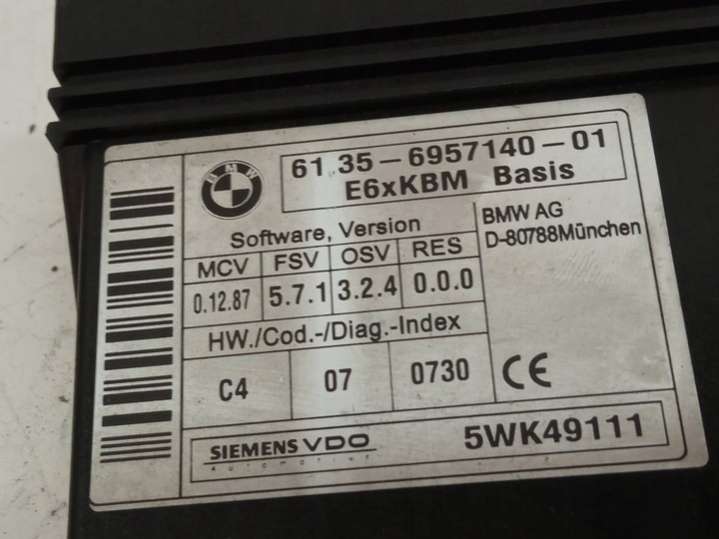 BMW
61.35-6957140-01
E6xKBM Basis
Software, Version
BMW AG
D-80788München
MCV FSV OSV RES
0.12.87 5.7.1 3.2.4 0.0.0
HW./Cod.-/Diag.-Index
C4 07 0730
CE
SIEMENS VDO
Automotive
5WK49111